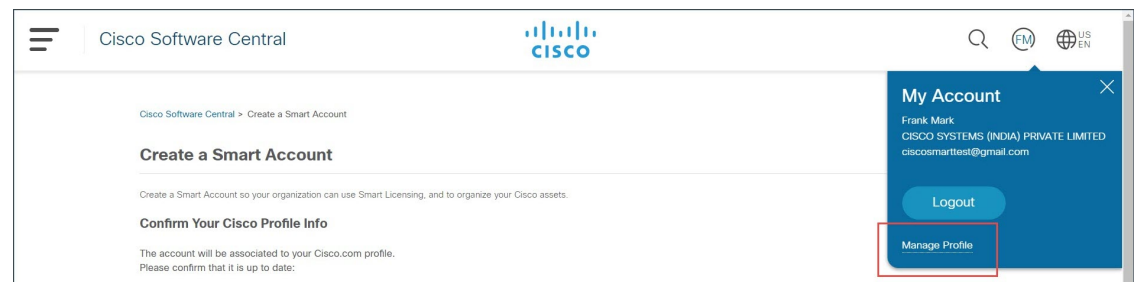 Cisco Software Central
CISCO
FM
US
EN
Cisco Software Central > Create a Smart Account
Create a Smart Account
Create a Smart Account so your organization can use Smart Licensing, and to organize your Cisco assets.
Confirm Your Cisco Profile Info
The account will be associated to your Cisco.com profile.
Please confirm that it is up to date:
My Account
Frank Mark
CISCO SYSTEMS (INDIA) PRIVATE LIMITED
ciscosmarttest@gmail.com
Logout
Manage Profile